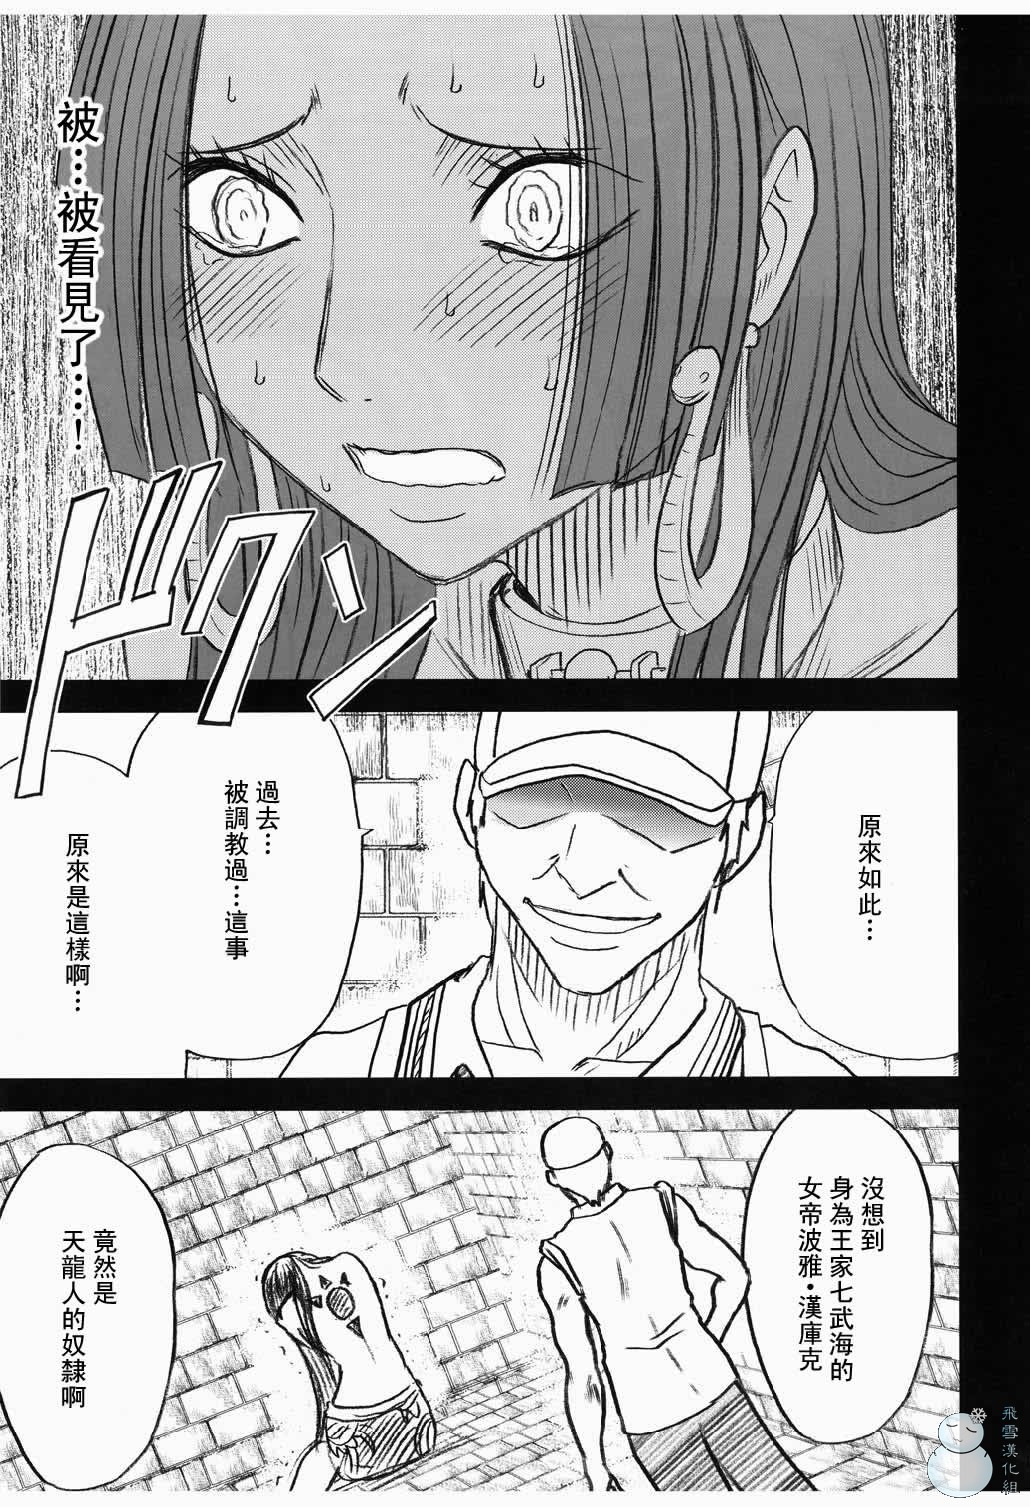 被…被看見了…！
ドクン
原來如此…
過去…
被調教過…這事
原來是這樣啊…
沒想到
身為王家七武海的
女帝波雅·漢庫克
竟然是
天龍人的奴隸啊
飛雪漢化組